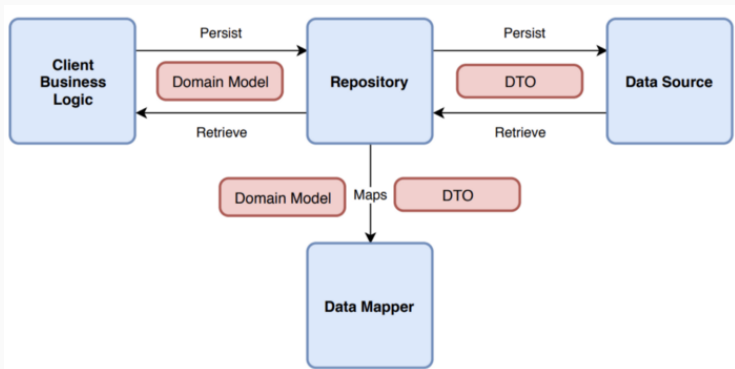 Persist
Persist
Client
Business
Logic
Domain Model
Repository
DTO
Data Source
Retrieve
Retrieve
Domain Model
Maps
DTO
Data Mapper